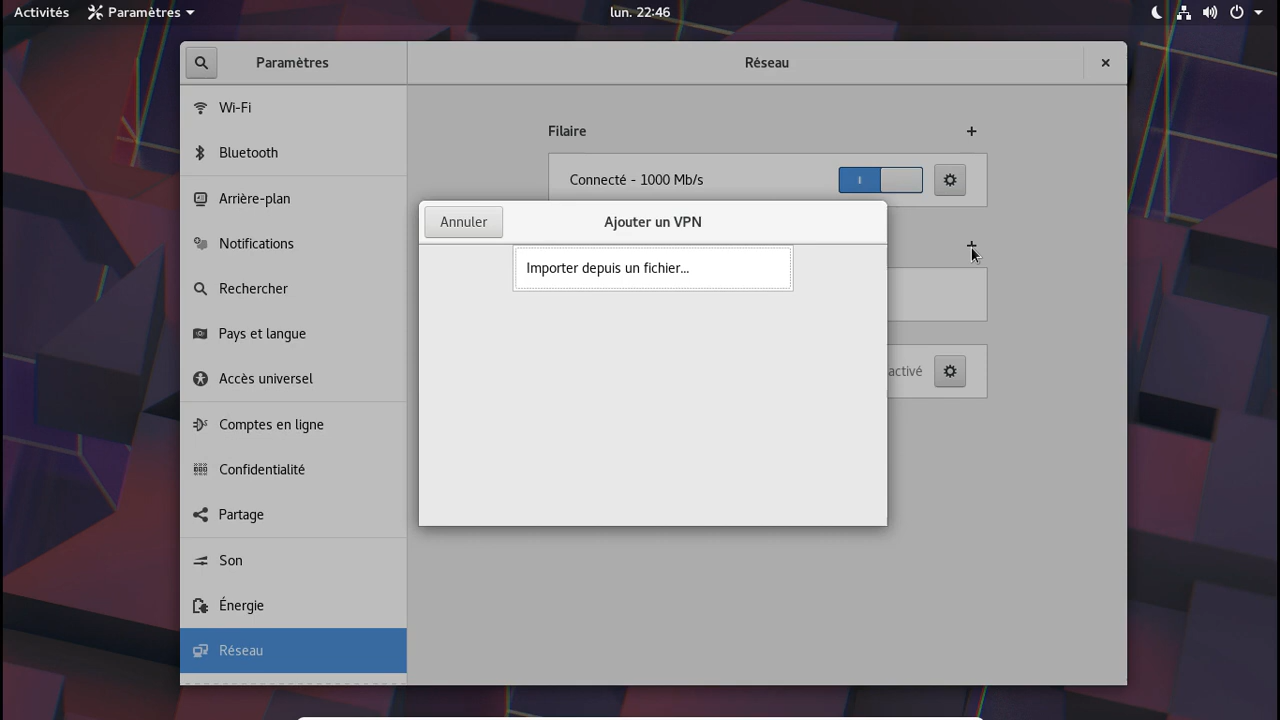 Activités
Paramètres
lun. 22:46
Paramètres
Réseau
Wi-Fi
Bluetooth
Arrière-plan
Notifications
Rechercher
Pays et langue
Accès universel
Comptes en ligne
Confidentialité
Partage
Son
Énergie
Réseau
Filaire
Connecté - 1000 Mb/s
Annuler
Ajouter un VPN
Importer depuis un fichier...
activé